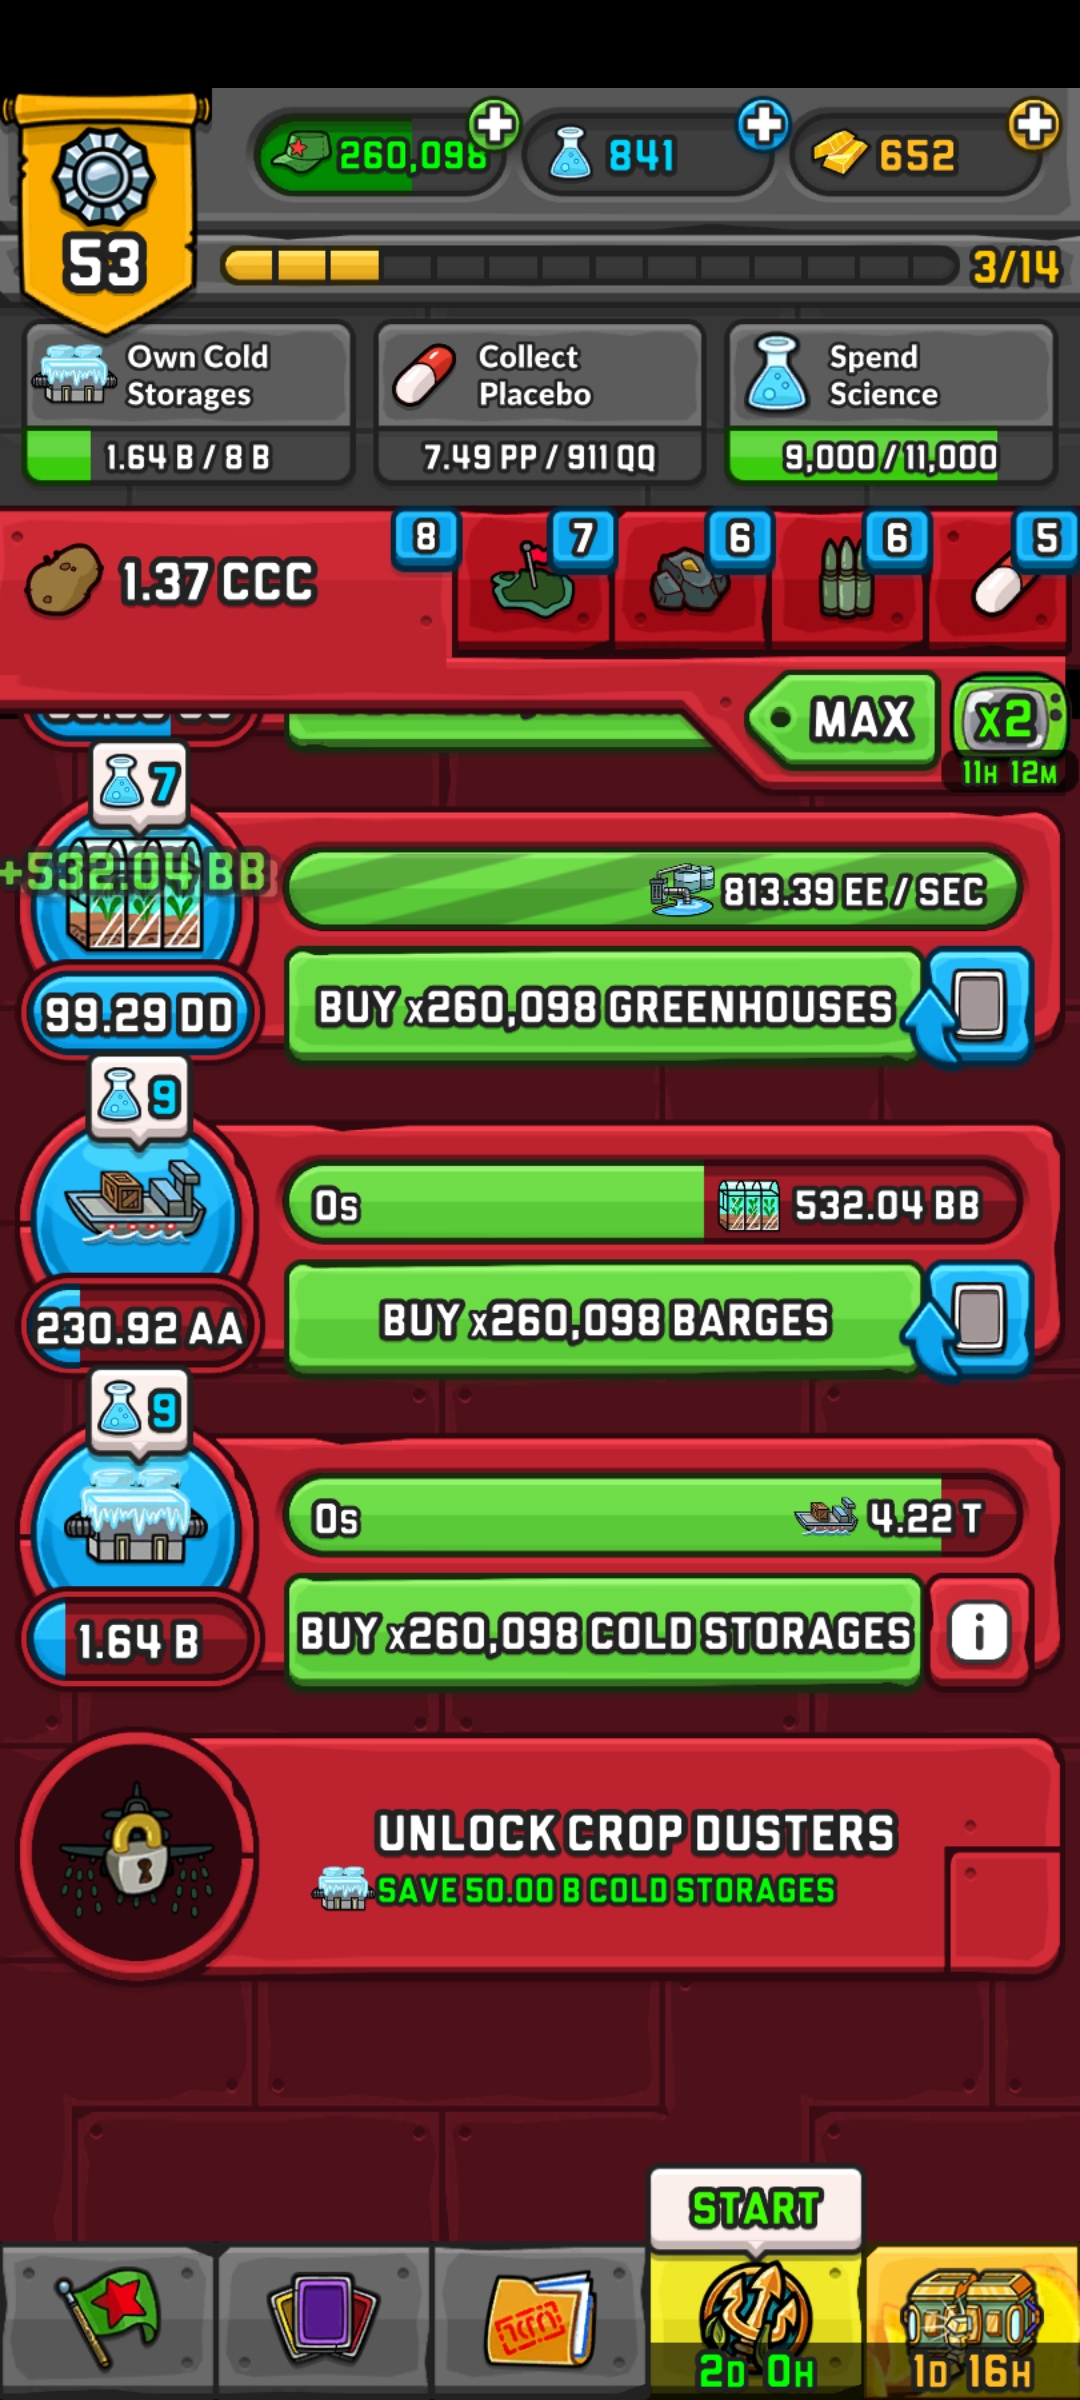 53
260,098
841
652
3/14
Own Cold
Storages
1.64 B / 8 B
Collect
Placebo
7.49 PP / 911 QQ
Spend
Science
9,000 / 11,000
1.37 CCC
8
7
6
6
5
MAX
x2
11H 12M
7
+532.04 BB
813.39 EE / SEC
99.29 DD
BUY x260,098 GREENHOUSES
9
0s
532.04 BB
230.92 AA
BUY x260,098 BARGES
9
0s
4.22 T
1.64 B
BUY x260,098 COLD STORAGES
i
UNLOCK CROP DUSTERS
SAVE 50.00 B COLD STORAGES
START
2D 0H
1D 16H